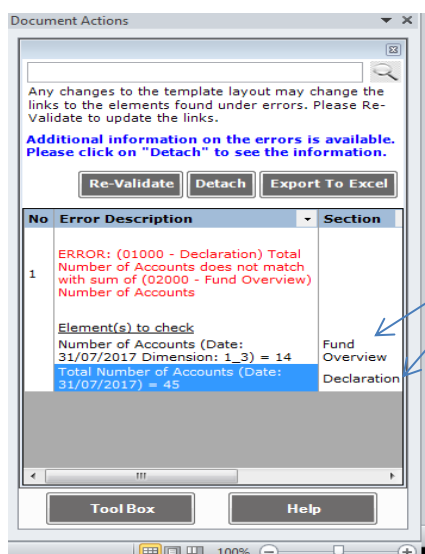 Document Actions
Any changes to the template layout may change the
links to the elements found under errors. Please Re-
Validate to update the links.
Additional information on the errors is available.
Please click on "Detach" to see the information.
Re-Validate Detach Export To Excel
No Error Description Section
ERROR: (01000 - Declaration) Total
Number of Accounts does not match
1 with sum of (02000 - Fund Overview)
Number of Accounts
Element(s) to check
Number of Accounts (Date:
31/07/2017 Dimension: 1_3) = 14
Fund
Overview
Total Number of Accounts (Date:
31/07/2017) = 45
Declaration
Tool Box Help
100%